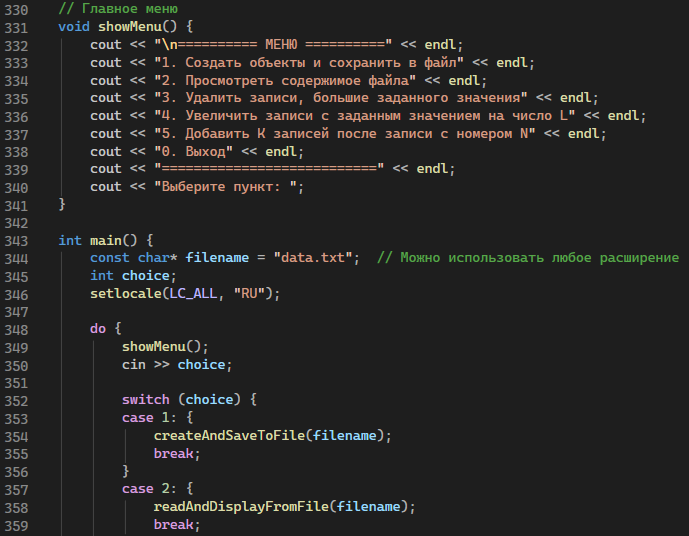 330 // Главное меню
331 void showMenu() {
332 cout << "\n========== МЕНЮ ==========" << endl;
333 cout << "1. Создать объекты и сохранить в файл" << endl;
334 cout << "2. Просмотреть содержимое файла" << endl;
335 cout << "3. Удалить записи, большие заданного значения" << endl;
336 cout << "4. Увеличить записи с заданным значением на число L" << endl;
337 cout << "5. Добавить K записей после записи с номером N" << endl;
338 cout << "0. Выход" << endl;
339 cout << "===========================" << endl;
340 cout << "Выберите пункт: ";
341 }
342
343 int main() {
344 const char* filename = "data.txt"; // Можно использовать любое расширение
345 int choice;
346 setlocale(LC_ALL, "RU");
347
348 do {
349 showMenu();
350 cin >> choice;
351
352 switch (choice) {
353 case 1: {
354 createAndSaveToFile(filename);
355 break;
356 }
357 case 2: {
358 readAndDisplayFromFile(filename);
359 break;